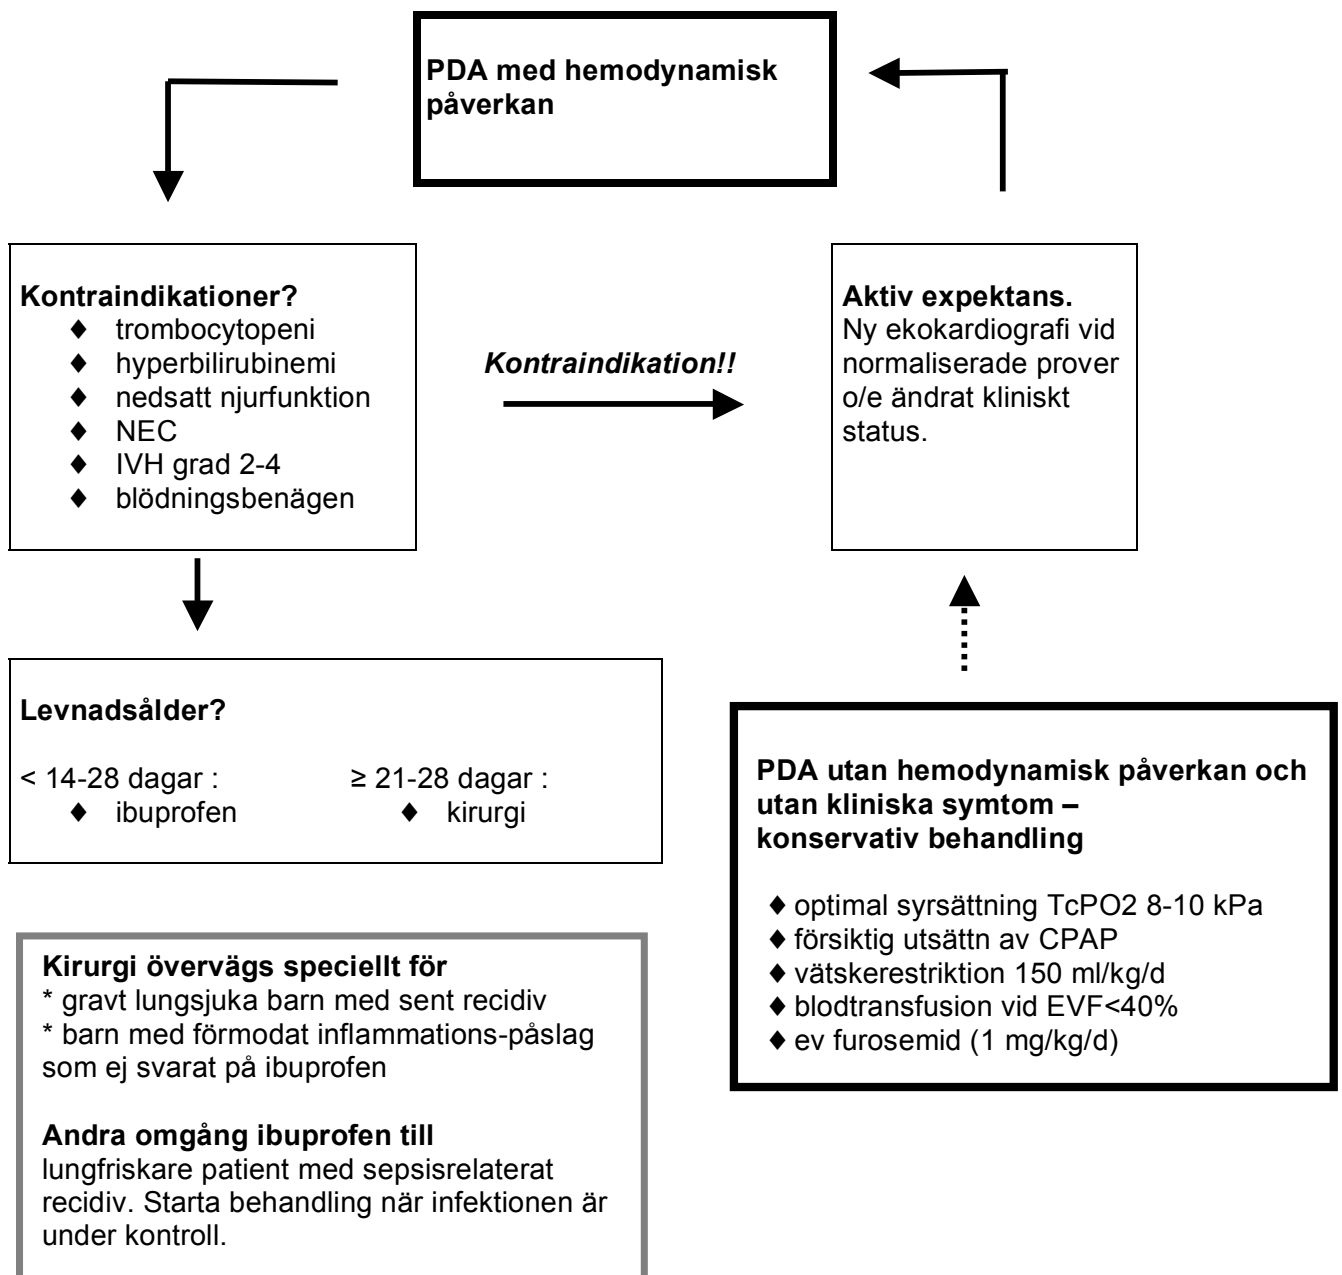 PDA med hemodynamisk
påverkan
Kontraindikationer?
♦ trombocytopeni
♦ hyperbilirubinemi
♦ nedsatt njurfunktion
♦ NEC
♦ IVH grad 2-4
♦ blödningsbenägen
Kontraindikation!!
Aktiv expektans.
Ny ekokardiografi vid
normaliserade prover
o/e ändrat kliniskt
status.
Levnadsålder?
< 14-28 dagar : ≥ 21-28 dagar :
♦ ibuprofen ♦ kirurgi
PDA utan hemodynamisk påverkan och
utan kliniska symtom –
konservativ behandling
♦ optimal syrsättning TcPO2 8-10 kPa
♦ försiktig utsättn av CPAP
♦ vätskerestriktion 150 ml/kg/d
♦ blodtransfusion vid EVF<40%
♦ ev furosemid (1 mg/kg/d)
Kirurgi övervägs speciellt för
* gravt lungsjuka barn med sent recidiv
* barn med förmodat inflammations-påslag
som ej svarat på ibuprofen
Andra omgång ibuprofen till
lungfriskare patient med sepsisrelaterat
recidiv. Starta behandling när infektionen är
under kontroll.